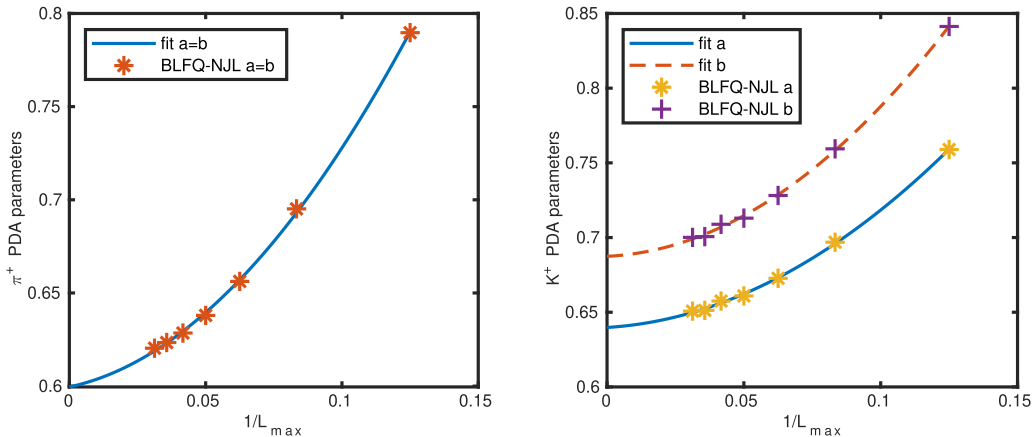 0.8
0.75
0.7
0.65
0.6
0
0.05
0.1
0.15
1/L_max
π⁺ PDA parameters
fit a=b
BLFQ-NJL a=b
0.85
0.8
0.75
0.7
0.65
0.6
0
0.05
0.1
0.15
1/L_max
K⁺ PDA parameters
fit a
fit b
BLFQ-NJL a
BLFQ-NJL b